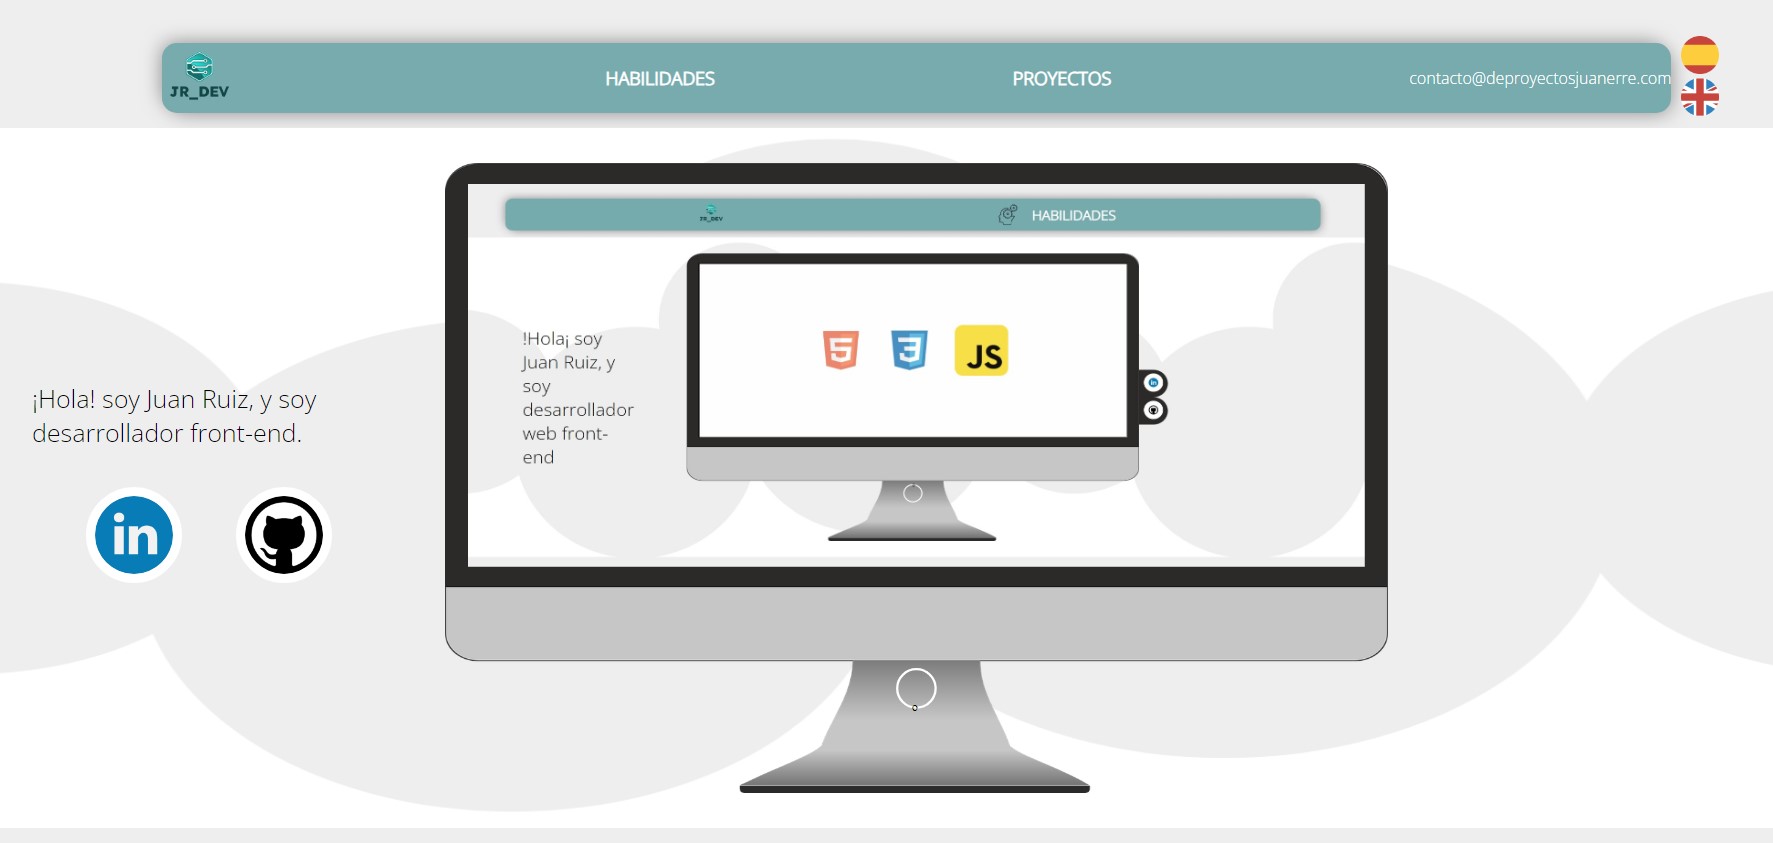 JR_DEV
HABILIDADES
PROYECTOS
contacto@deproyectosjuanerre.com
¡Hola! soy Juan Ruiz, y soy
desarrollador front-end.
in
JR_DEV
HABILIDADES
!Hola¡ soy
Juan Ruiz, y
soy
desarrollador
web front-
end
5
3
JS
in